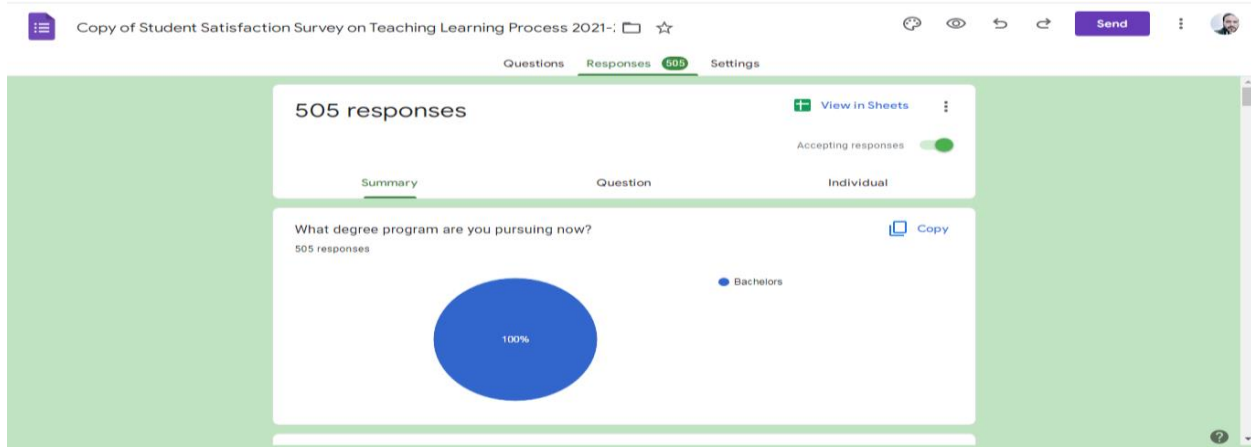 Copy of Student Satisfaction Survey on Teaching Learning Process 2021-
Send
Questions Responses 505 Settings
505 responses
View in Sheets
Accepting responses
Summary Question Individual
What degree program are you pursuing now?
Copy
505 responses
Bachelors
100%